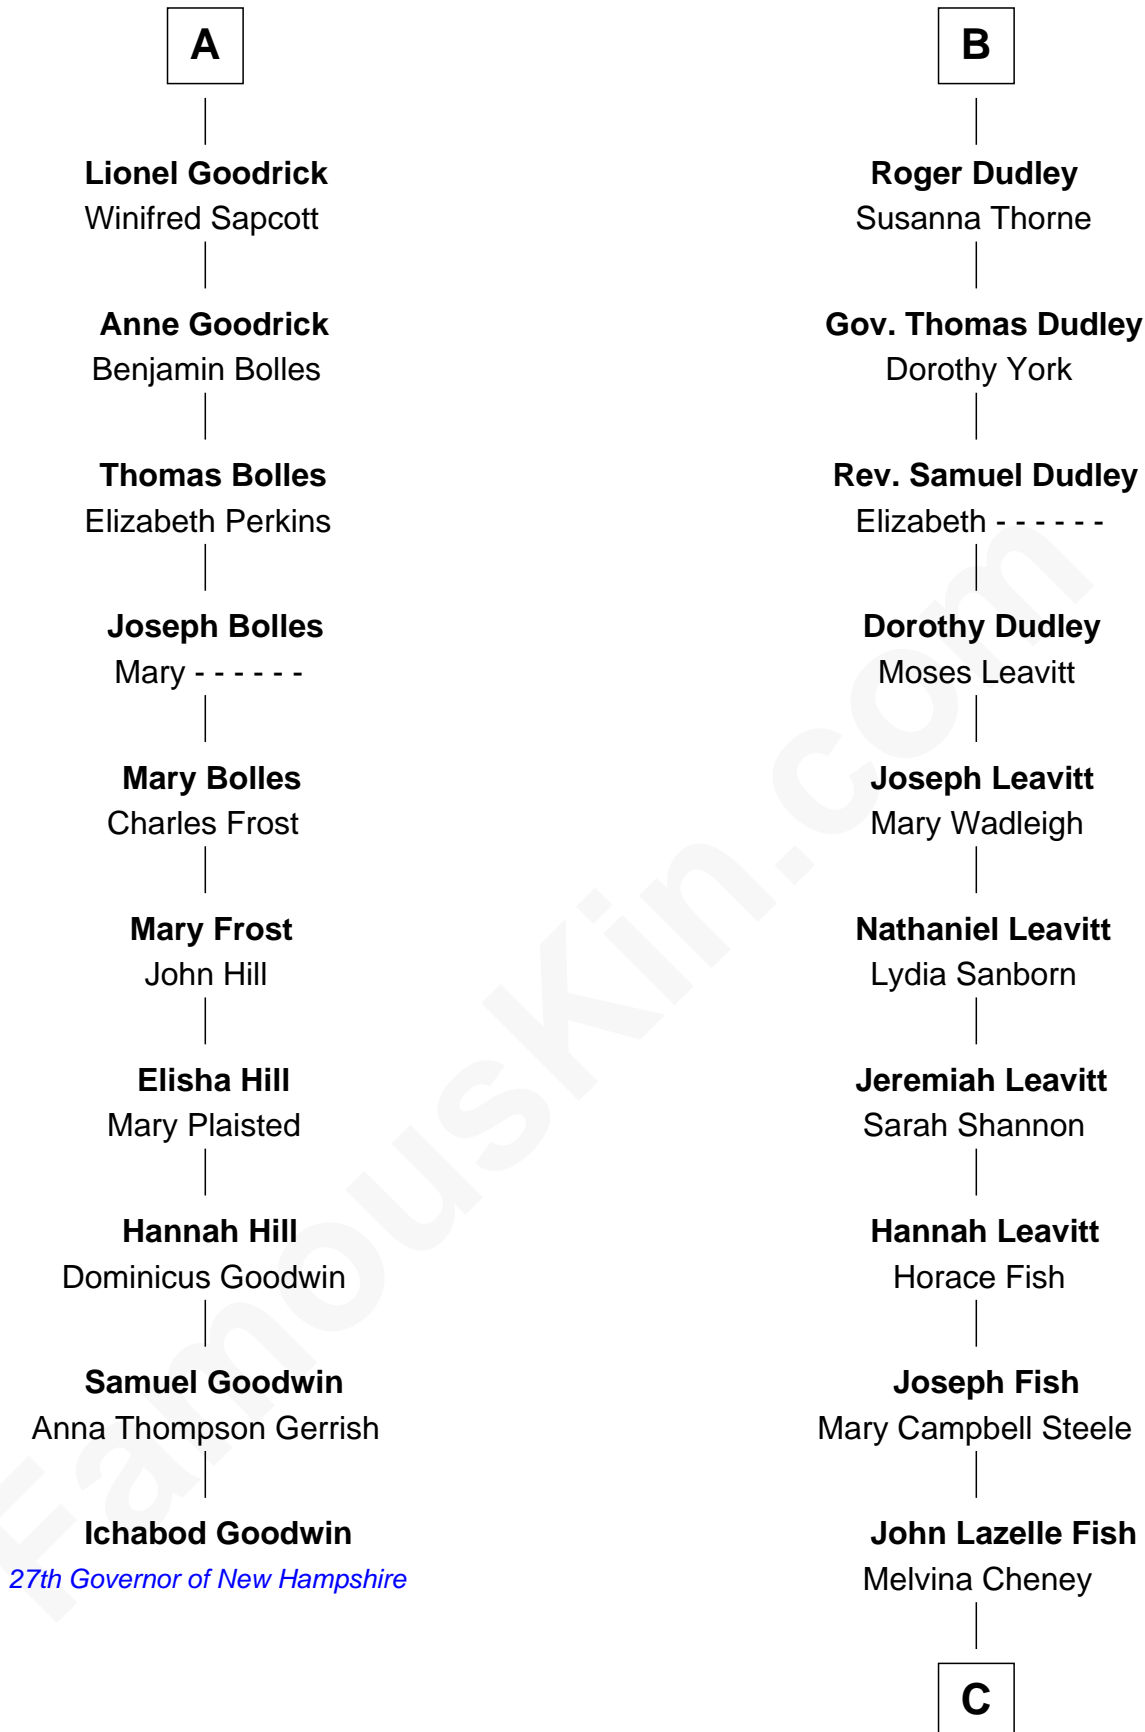 A
Lionel Goodrick
Winifred Sapcott
Anne Goodrick
Benjamin Bolles
Thomas Bolles
Elizabeth Perkins
Joseph Bolles
Mary - - - - - -
Mary Bolles
Charles Frost
Mary Frost
John Hill
Elisha Hill
Mary Plaisted
Hannah Hill
Dominicus Goodwin
Samuel Goodwin
Anna Thompson Gerrish
Ichabod Goodwin
27th Governor of New Hampshire
B
Roger Dudley
Susanna Thorne
Gov. Thomas Dudley
Dorothy York
Rev. Samuel Dudley
Elizabeth - - - - - -
Dorothy Dudley
Moses Leavitt
Joseph Leavitt
Mary Wadleigh
Nathaniel Leavitt
Lydia Sanborn
Jeremiah Leavitt
Sarah Shannon
Hannah Leavitt
Horace Fish
Joseph Fish
Mary Campbell Steele
John Lazelle Fish
Melvina Cheney
C
FamousKin.com